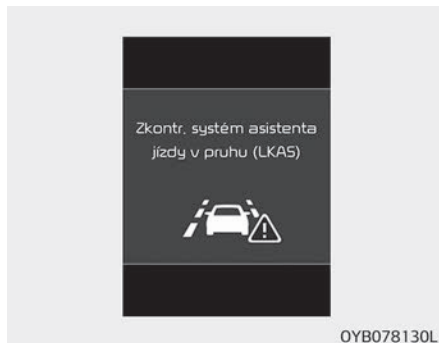 Zkontr. systém asistenta
jízdy v pruhu (LKAS)
OYB078130L